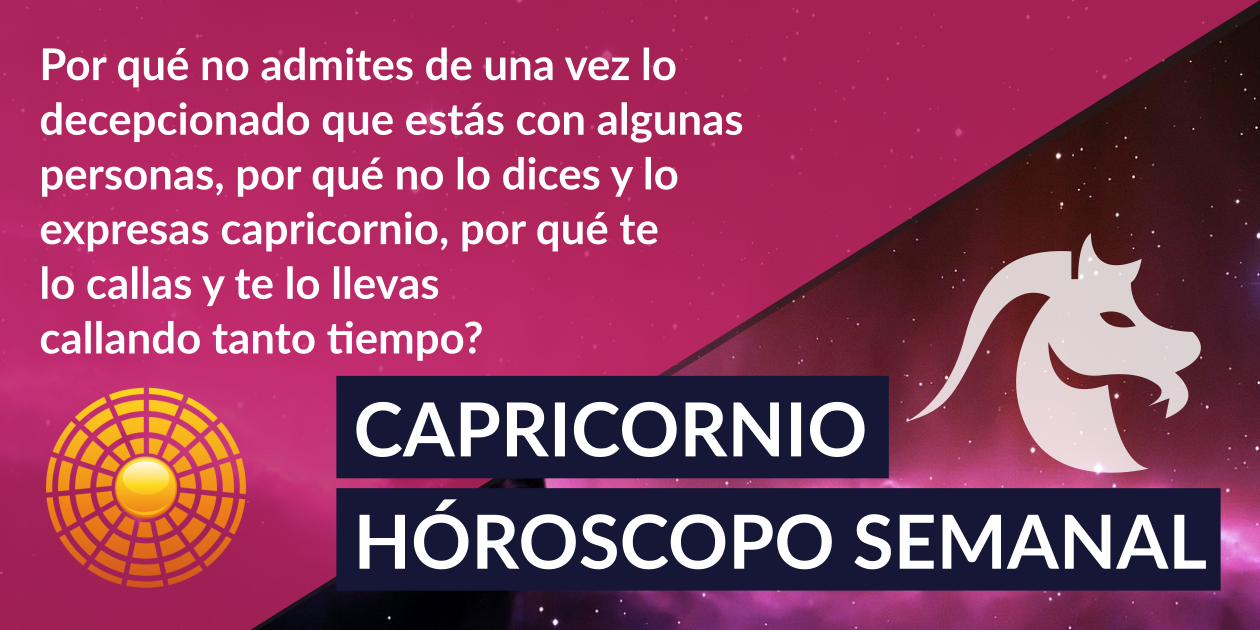 Por qué no admites de una vez lo
decepcionado que estás con algunas
personas, por qué no lo dices y lo
expresas capricornio, por qué te
lo callas y te lo llevas
callando tanto tiempo?
CAPRICORNIO
HÓROSCOPO SEMANAL